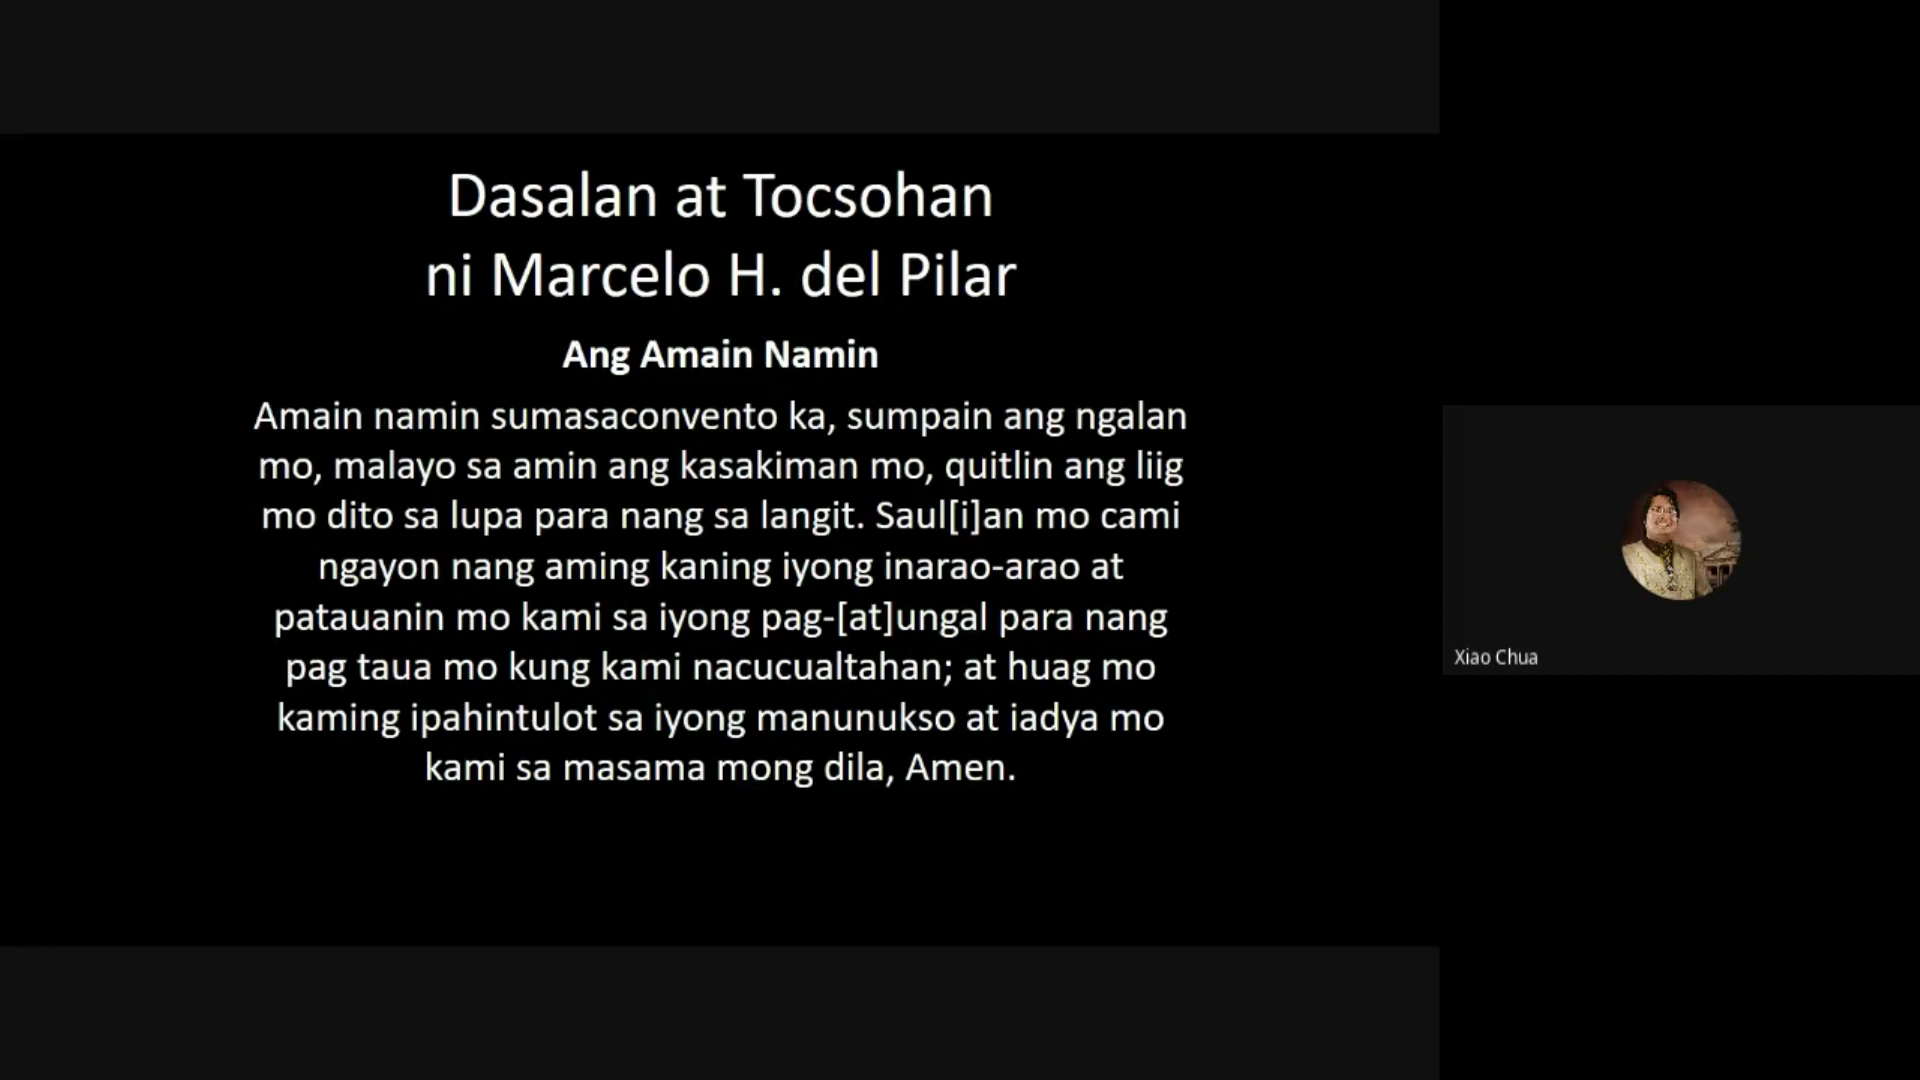 Dasalan at Tocsohan
ni Marcelo H. del Pilar
Ang Amain Namin
Amain namin sumasaconvento ka, sumpain ang ngalan
mo, malayo sa amin ang kasakiman mo, quitlin ang liig
mo dito sa lupa para nang sa langit. Saul[i]an mo cami
ngayon nang aming kaning iyong inarao-arao at
patauanin mo kami sa iyong pag-[at]ungal para nang
pag taua mo kung kami nacucualtahan; at huag mo
kaming ipahintulot sa iyong manunukso at iadya mo
kami sa masama mong dila, Amen.
Xiao Chua